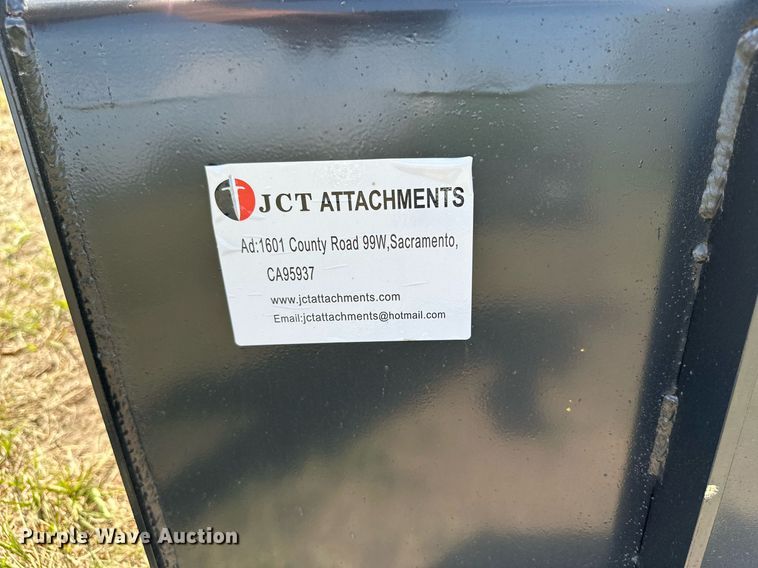 JCT ATTACHMENTS
Ad:1601 County Road 99W,Sacramento,
CA95937
www.jctattachments.com
Email:jctattachments@hotmail.com
Purple Wave Auction